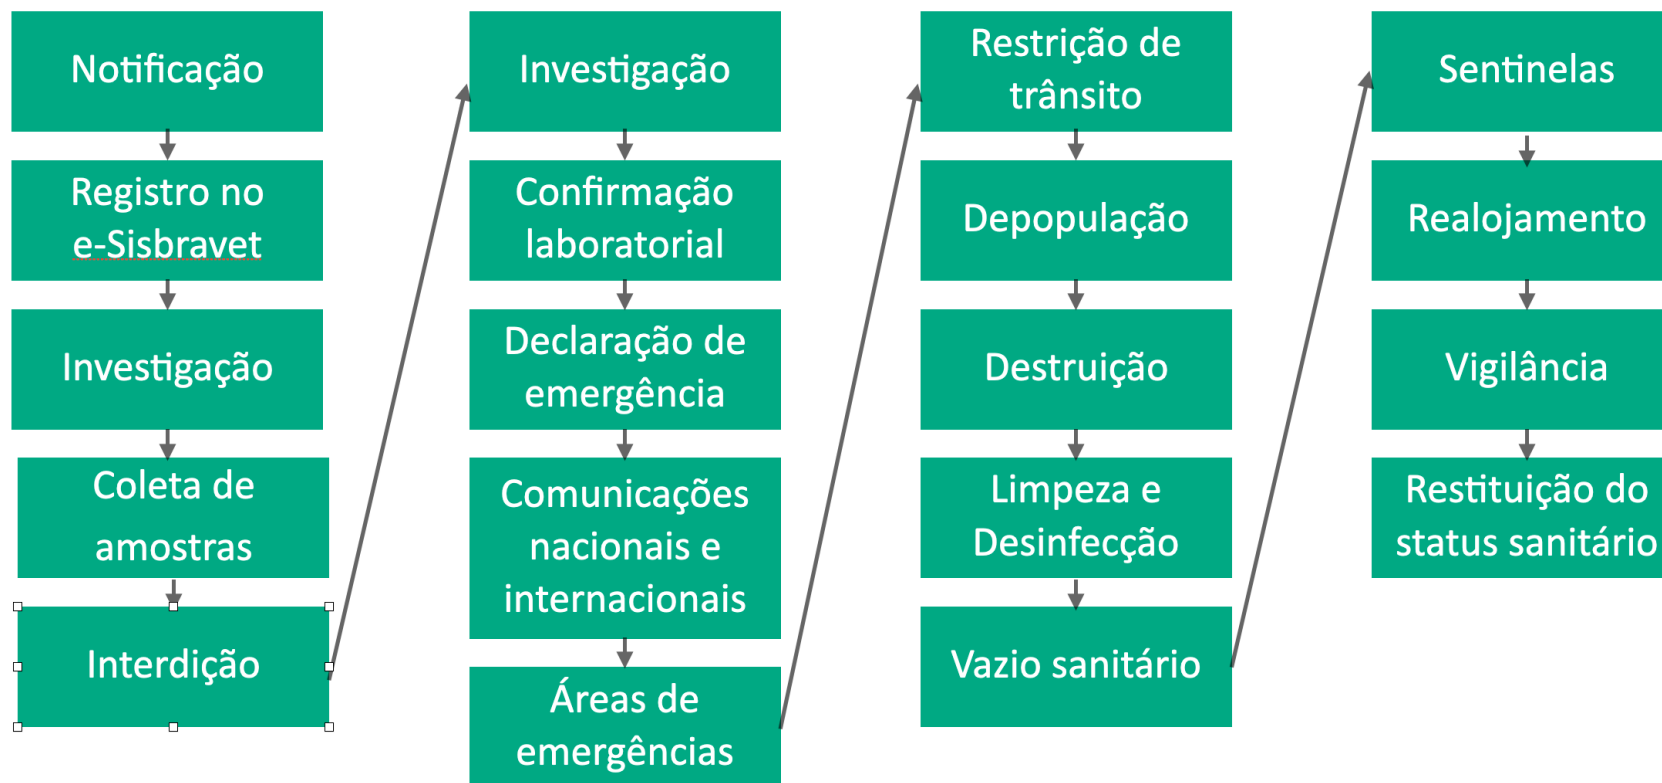 Notificação
Registro no
e-Sisbravet
Investigação
Coleta de
amostras
Interdição
Investigação
Confirmação
laboratorial
Declaração de
emergência
Comunicações
nacionais e
internacionais
Áreas de
emergências
Restrição de
trânsito
Depopulação
Destruição
Limpeza e
Desinfecção
Vazio sanitário
Sentinelas
Realojamento
Vigilância
Restituição do
status sanitário